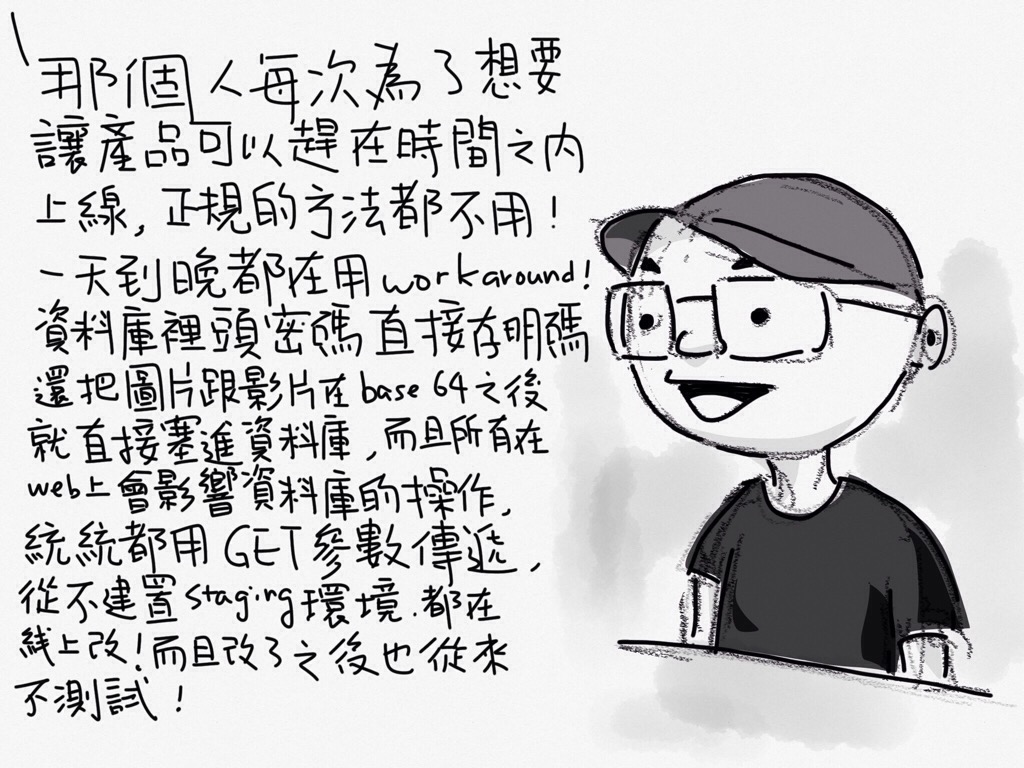 那個人每次為了想要
讓產品可以趕在時間之內
上線,正規的方法都不用!
一天到晚都在用workaround!
資料庫裡頭密碼直接存明碼
還把圖片跟影片在base64之後
就直接塞進資料庫,而且所有在
web上會影響資料庫的操作,
統統都用GET參數傳遞,
從不建置staging環境.都在
线上改!而且改了之後也從來
不測試!